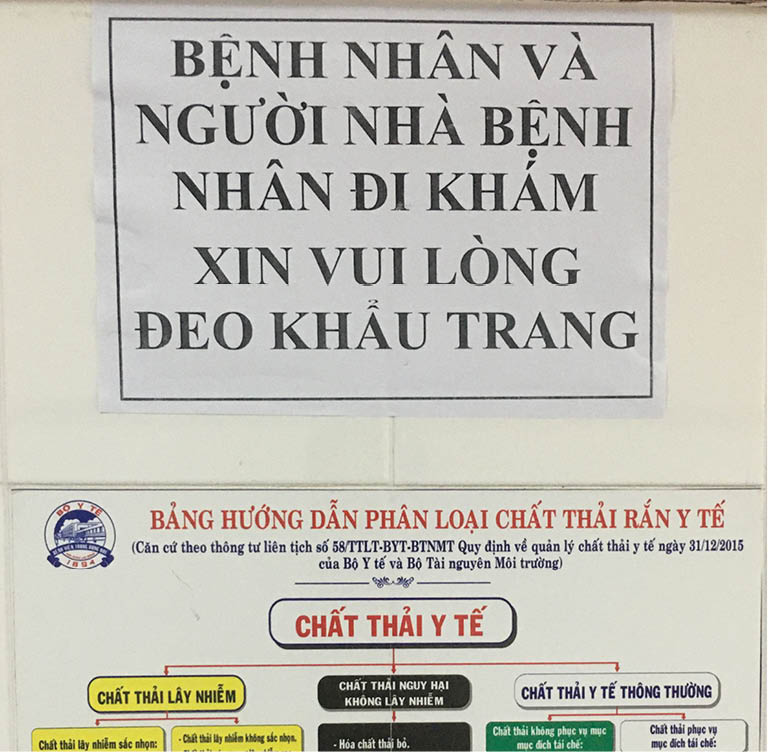 BỆNH NHÂN VÀ
NGƯỜI NHÀ BỆNH
NHÂN ĐI KHÁM
XIN VUI LÒNG
ĐEO KHẨU TRANG
BỘ Y TẾ
BỆNH VIỆN TRUNG ƯƠNG HUẾ
1894
BẢNG HƯỚNG DẪN PHÂN LOẠI CHẤT THẢI RẮN Y TẾ
(Căn cứ theo thông tư liên tịch số 58/TTLT-BYT-BTNMT Quy định về quản lý chất thải y tế ngày 31/12/2015
của Bộ Y tế và Bộ Tài nguyên Môi trường)
CHẤT THẢI Y TẾ
CHẤT THẢI LÂY NHIỄM
CHẤT THẢI NGUY HẠI
KHÔNG LÂY NHIỄM
CHẤT THẢI Y TẾ THÔNG THƯỜNG
Chất thải lây nhiễm sắc nhọn:
- Chất thải lây nhiễm không sắc nhọn.
- Hóa chất thải bỏ.
Chất thải không phục vụ mục
mục đích tái chế:
Chất thải phục vụ
mục đích tái chế: